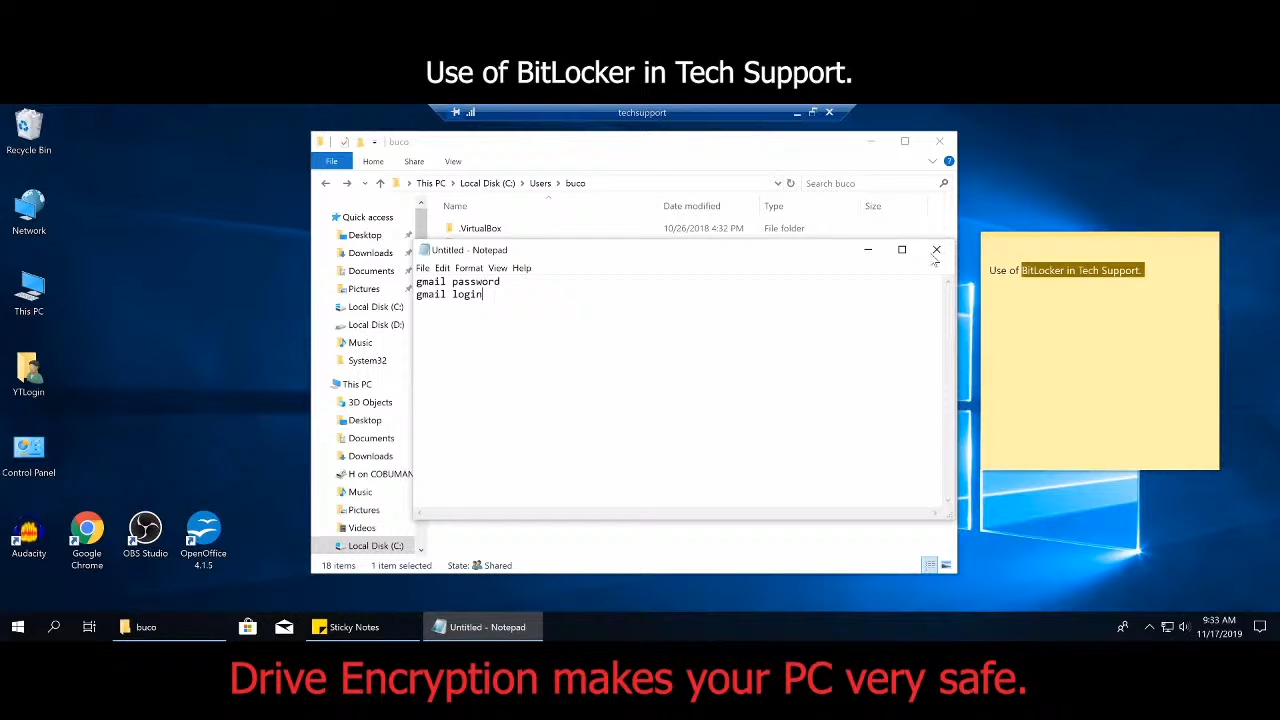 Use of BitLocker in Tech Support.
techsupport
Recycle Bin
Network
This PC
YTLogin
Control Panel
Audacity
Google
Chrome
OBS Studio
OpenOffice
4.1.5
buco
File Home Share View
This PC Local Disk (C:) Users buco
Search buco
Name Date modified Type Size
.VirtualBox 10/26/2018 4:32 PM File folder
Quick access
Desktop
Downloads
Documents
Pictures
Local Disk (C:)
Local Disk (D:)
Music
System32
This PC
3D Objects
Desktop
Documents
Downloads
H on COBUMAN
Music
Pictures
Videos
Local Disk (C:)
18 items 1 item selected State: Shared
Untitled - Notepad
File Edit Format View Help
gmail password
gmail login
Use of BitLocker in Tech Support.
buco
Sticky Notes
Untitled - Notepad
9:33 AM
11/17/2019
Drive Encryption makes your PC very safe.